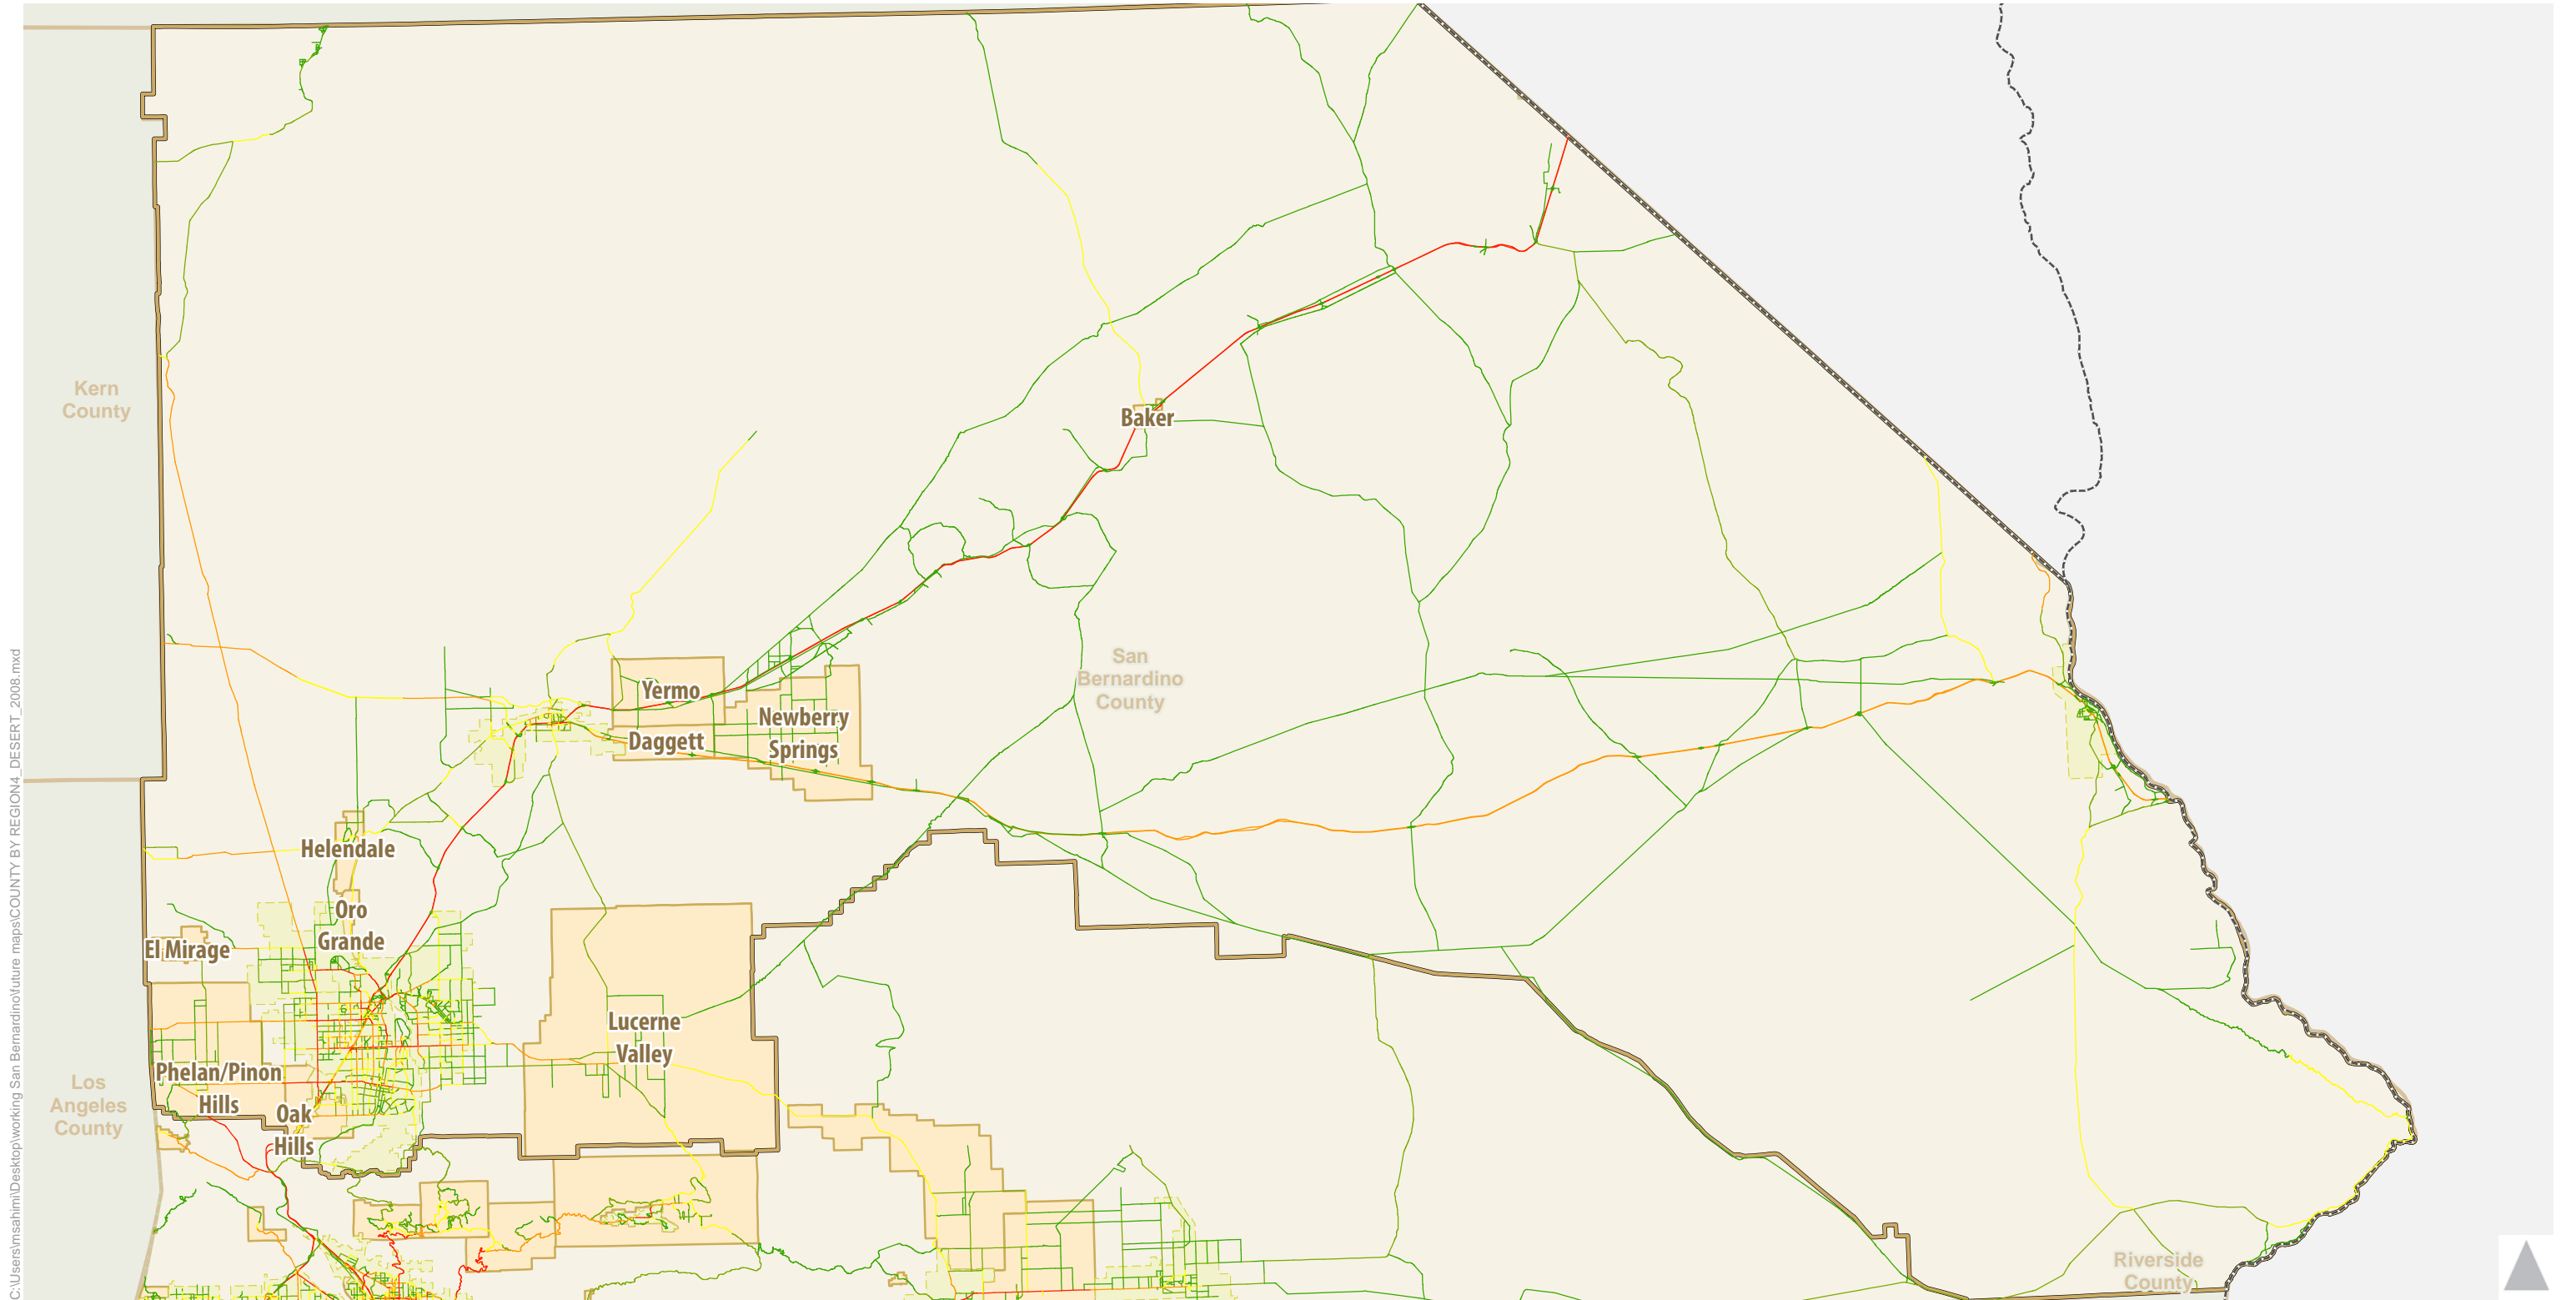 Kern
County
Baker
San
Bernardino
County
Yermo
Newberry
Springs
Daggett
Helendale
Oro
Grande
El Mirage
Lucerne
Valley
Phelan/Pinon
Hills
Oak
Hills
Los
Angeles
County
Riverside
County
C:\Users\msahimi\Desktop\working San Bernardino\future maps\COUNTY BY REGION4_DESERT_2008.mxd